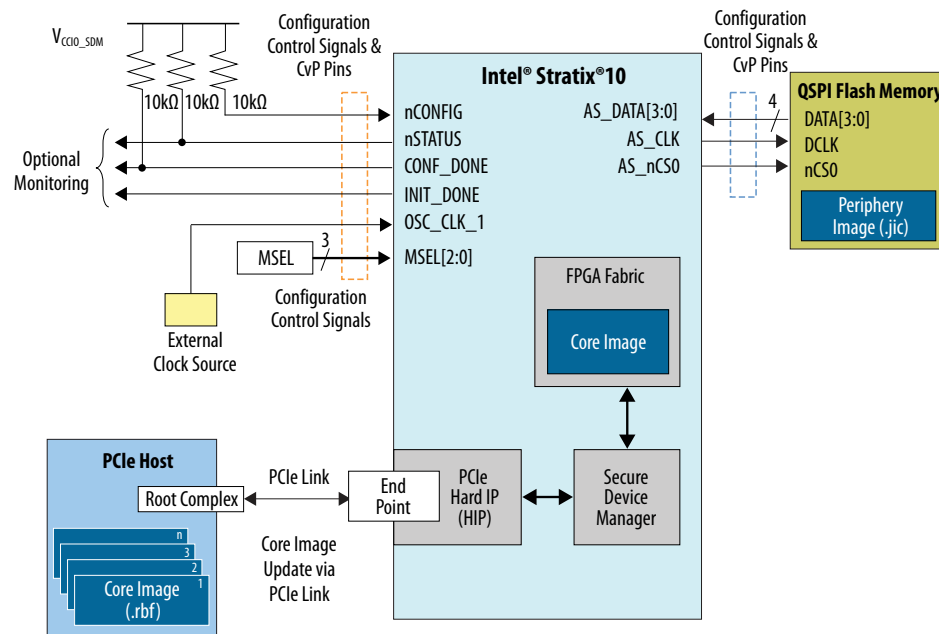 V_CCIO_SDM
10kΩ
10kΩ
10kΩ
Optional
Monitoring
Configuration
Control Signals &
CvP Pins
Intel® Stratix®10
nCONFIG
nSTATUS
CONF_DONE
INIT_DONE
OSC_CLK_1
MSEL[2:0]
AS_DATA[3:0]
AS_CLK
AS_nCS0
Configuration
Control Signals &
CvP Pins
4
QSPI Flash Memory
DATA[3:0]
DCLK
nCS0
Periphery
Image (.jic)
MSEL
3
Configuration
Control Signals
External
Clock Source
FPGA Fabric
Core Image
PCIe Host
Root Complex
PCIe Link
End
Point
PCIe
Hard IP
(HIP)
Secure
Device
Manager
Core Image
Update via
PCIe Link
n
3
2
1
Core Image
(.rbf)